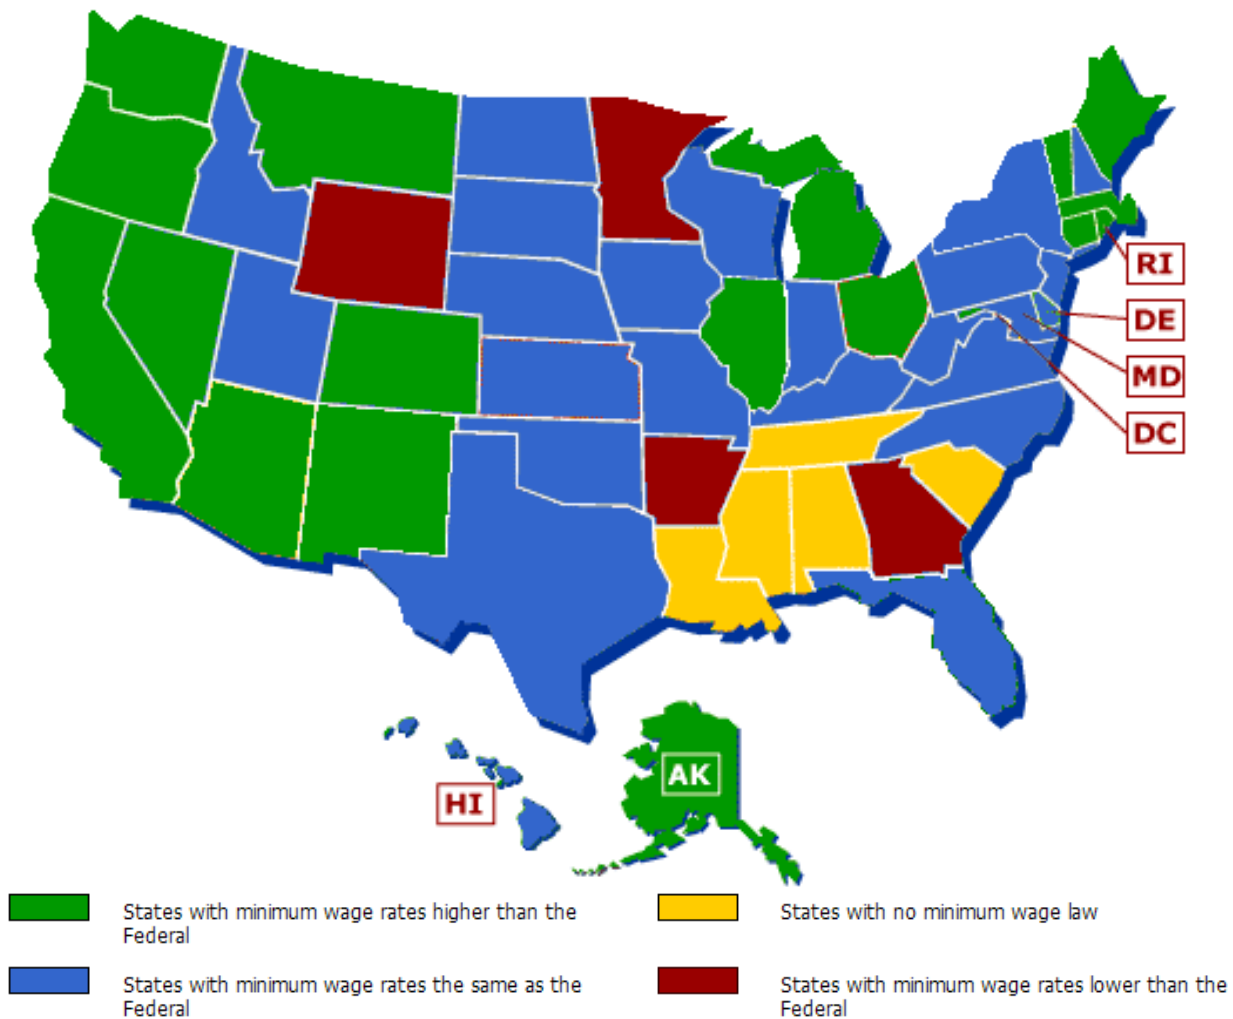 RI
DE
MD
DC
AK
HI
States with minimum wage rates higher than the
Federal
States with no minimum wage law
States with minimum wage rates the same as the
Federal
States with minimum wage rates lower than the
Federal